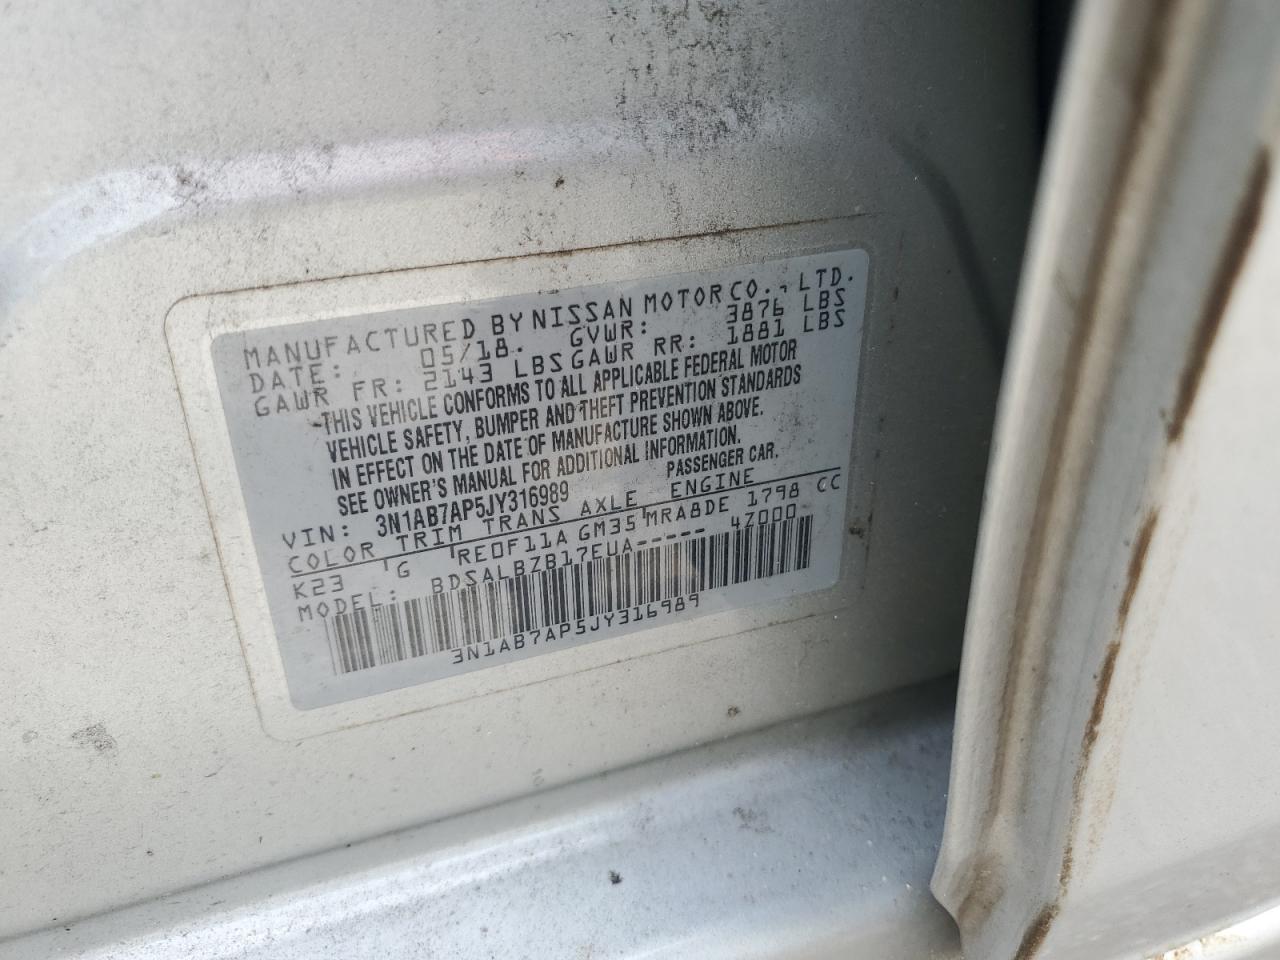 MANUFACTURED BY NISSAN MOTOR CO., LTD.
DATE: 05/18. GVWR: 3876 LBS
GAWR FR: 2143 LBS GAWR RR: 1881 LBS
THIS VEHICLE CONFORMS TO ALL APPLICABLE FEDERAL MOTOR
VEHICLE SAFETY, BUMPER AND THEFT PREVENTION STANDARDS
IN EFFECT ON THE DATE OF MANUFACTURE SHOWN ABOVE.
SEE OWNER'S MANUAL FOR ADDITIONAL INFORMATION.
VIN: 3N1AB7AP5JY316989 PASSENGER CAR.
COLOR TRIM TRANS AXLE ENGINE
K23 G RE0F11A GM35 MRA8DE 1798 CC
MODEL: BDSALBZB17EUA----- 4Z000
3N1AB7AP5JY316989